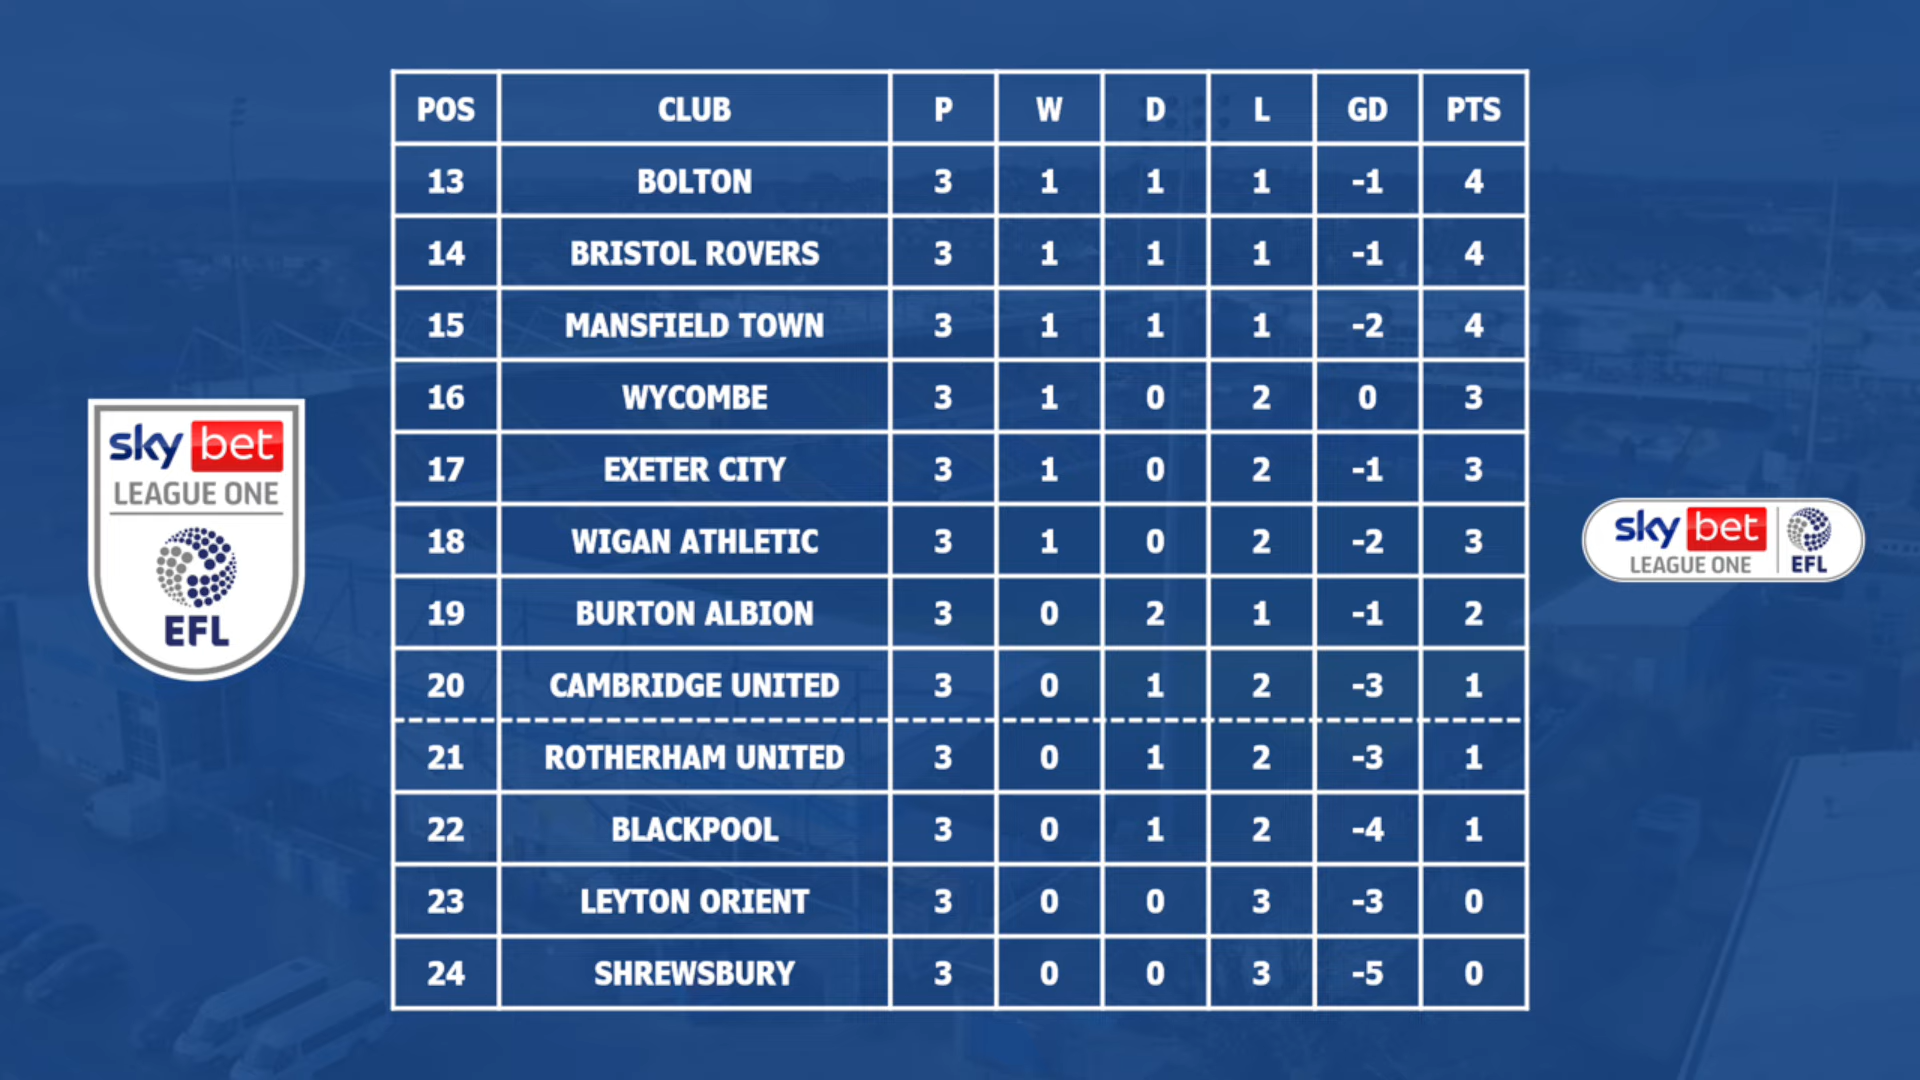 POS CLUB P W D L GD PTS
13 BOLTON 3 1 1 1 -1 4
14 BRISTOL ROVERS 3 1 1 1 -1 4
15 MANSFIELD TOWN 3 1 1 1 -2 4
16 WYCOMBE 3 1 0 2 0 3
17 EXETER CITY 3 1 0 2 -1 3
18 WIGAN ATHLETIC 3 1 0 2 -2 3
19 BURTON ALBION 3 0 2 1 -1 2
20 CAMBRIDGE UNITED 3 0 1 2 -3 1
21 ROTHERHAM UNITED 3 0 1 2 -3 1
22 BLACKPOOL 3 0 1 2 -4 1
23 LEYTON ORIENT 3 0 0 3 -3 0
24 SHREWSBURY 3 0 0 3 -5 0
sky bet
LEAGUE ONE
EFL
sky bet
LEAGUE ONE EFL